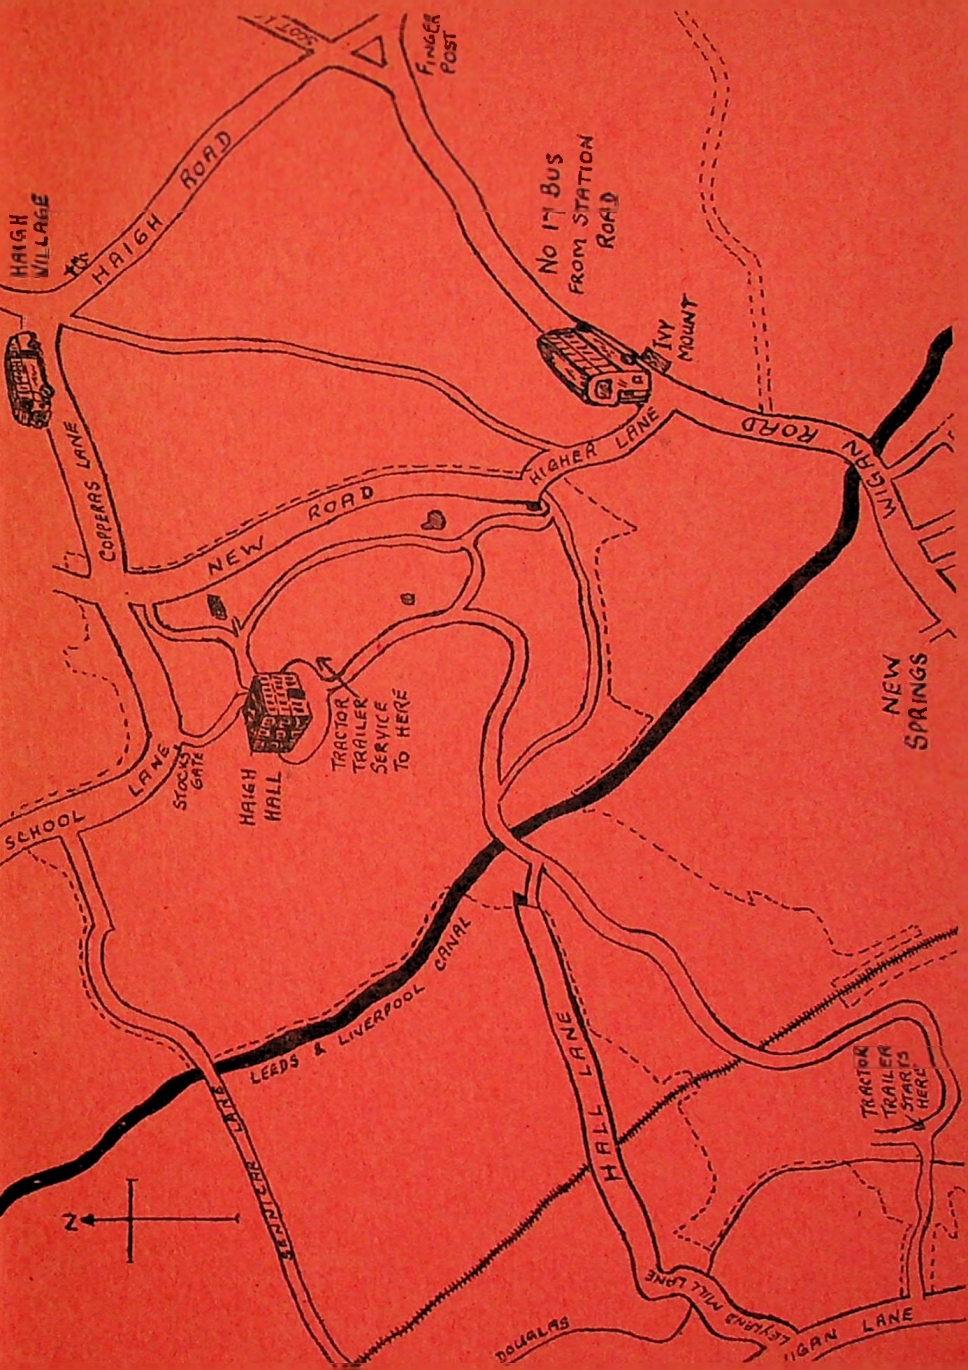 HAIGH
VILLAGE
HAIGH ROAD
FINGER
POST
NO 17 BUS
FROM STATION
ROAD
IVY
MOUNT
COPPERAS LANE
NEW ROAD
HIGHER LANE
WIGAN ROAD
NEW
SPRINGS
SCHOOL LANE
STOCKS
GATE
HAIGH
HALL
TRACTOR
TRAILER
SERVICE
TO HERE
LEEDS & LIVERPOOL CANAL
SENNICAR LANE
HALL LANE
TRACTOR
TRAILER
STARTS
HERE
N
DOUGLAS
LEYLAND MILL LANE
WIGAN LANE